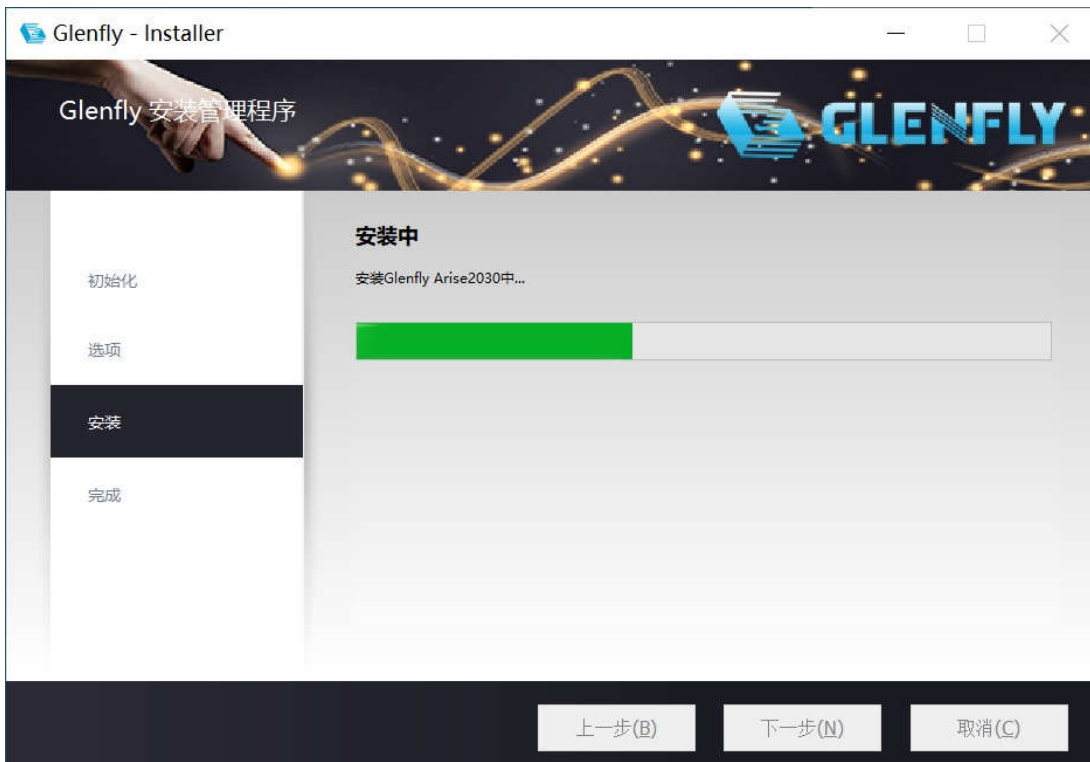 Glenfly - Installer
Glenfly 安装管理程序
GLENFLY
安装中
安装Glenfly Arise2030中...
初始化
选项
安装
完成
上一步(B)
下一步(N)
取消(C)